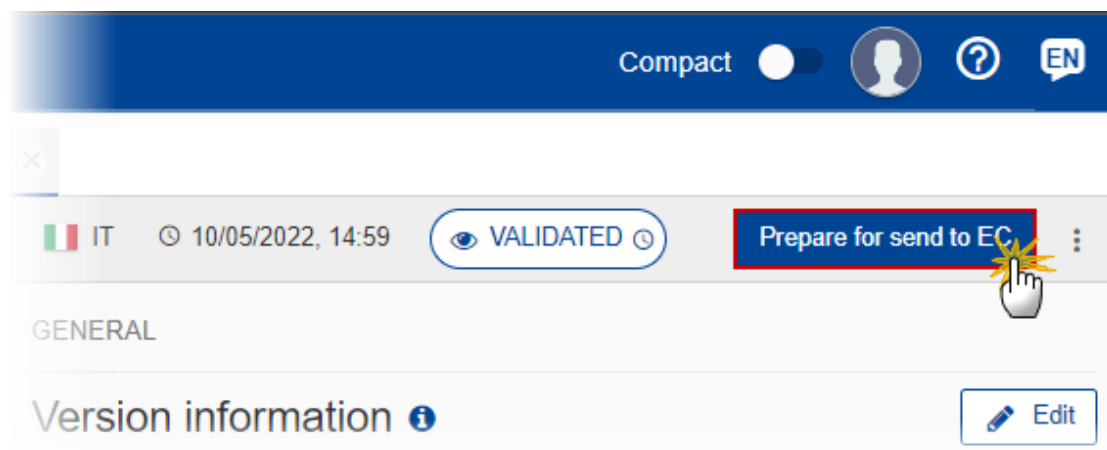 Compact EN
IT 10/05/2022, 14:59 VALIDATED Prepare for send to EC
GENERAL
Version information
Edit